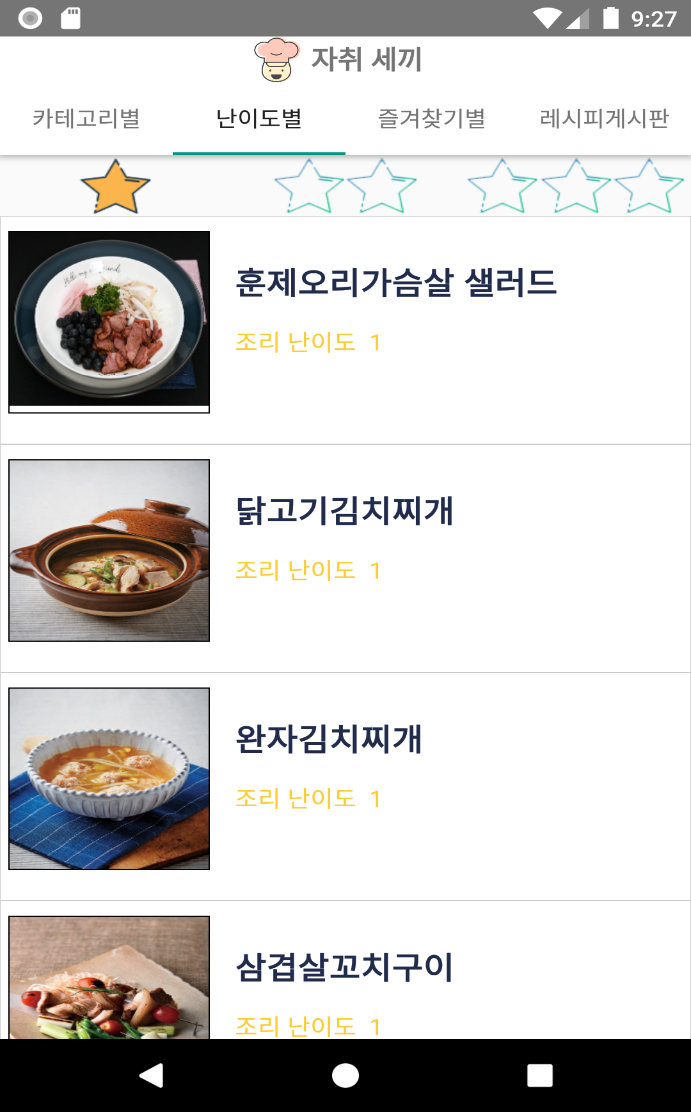 9:27
자취 세끼
카테고리별 난이도별 즐겨찾기별 레시피게시판
훈제오리가슴살 샐러드
조리 난이도 1
닭고기김치찌개
조리 난이도 1
완자김치찌개
조리 난이도 1
삼겹살꼬치구이
조리 난이도 1